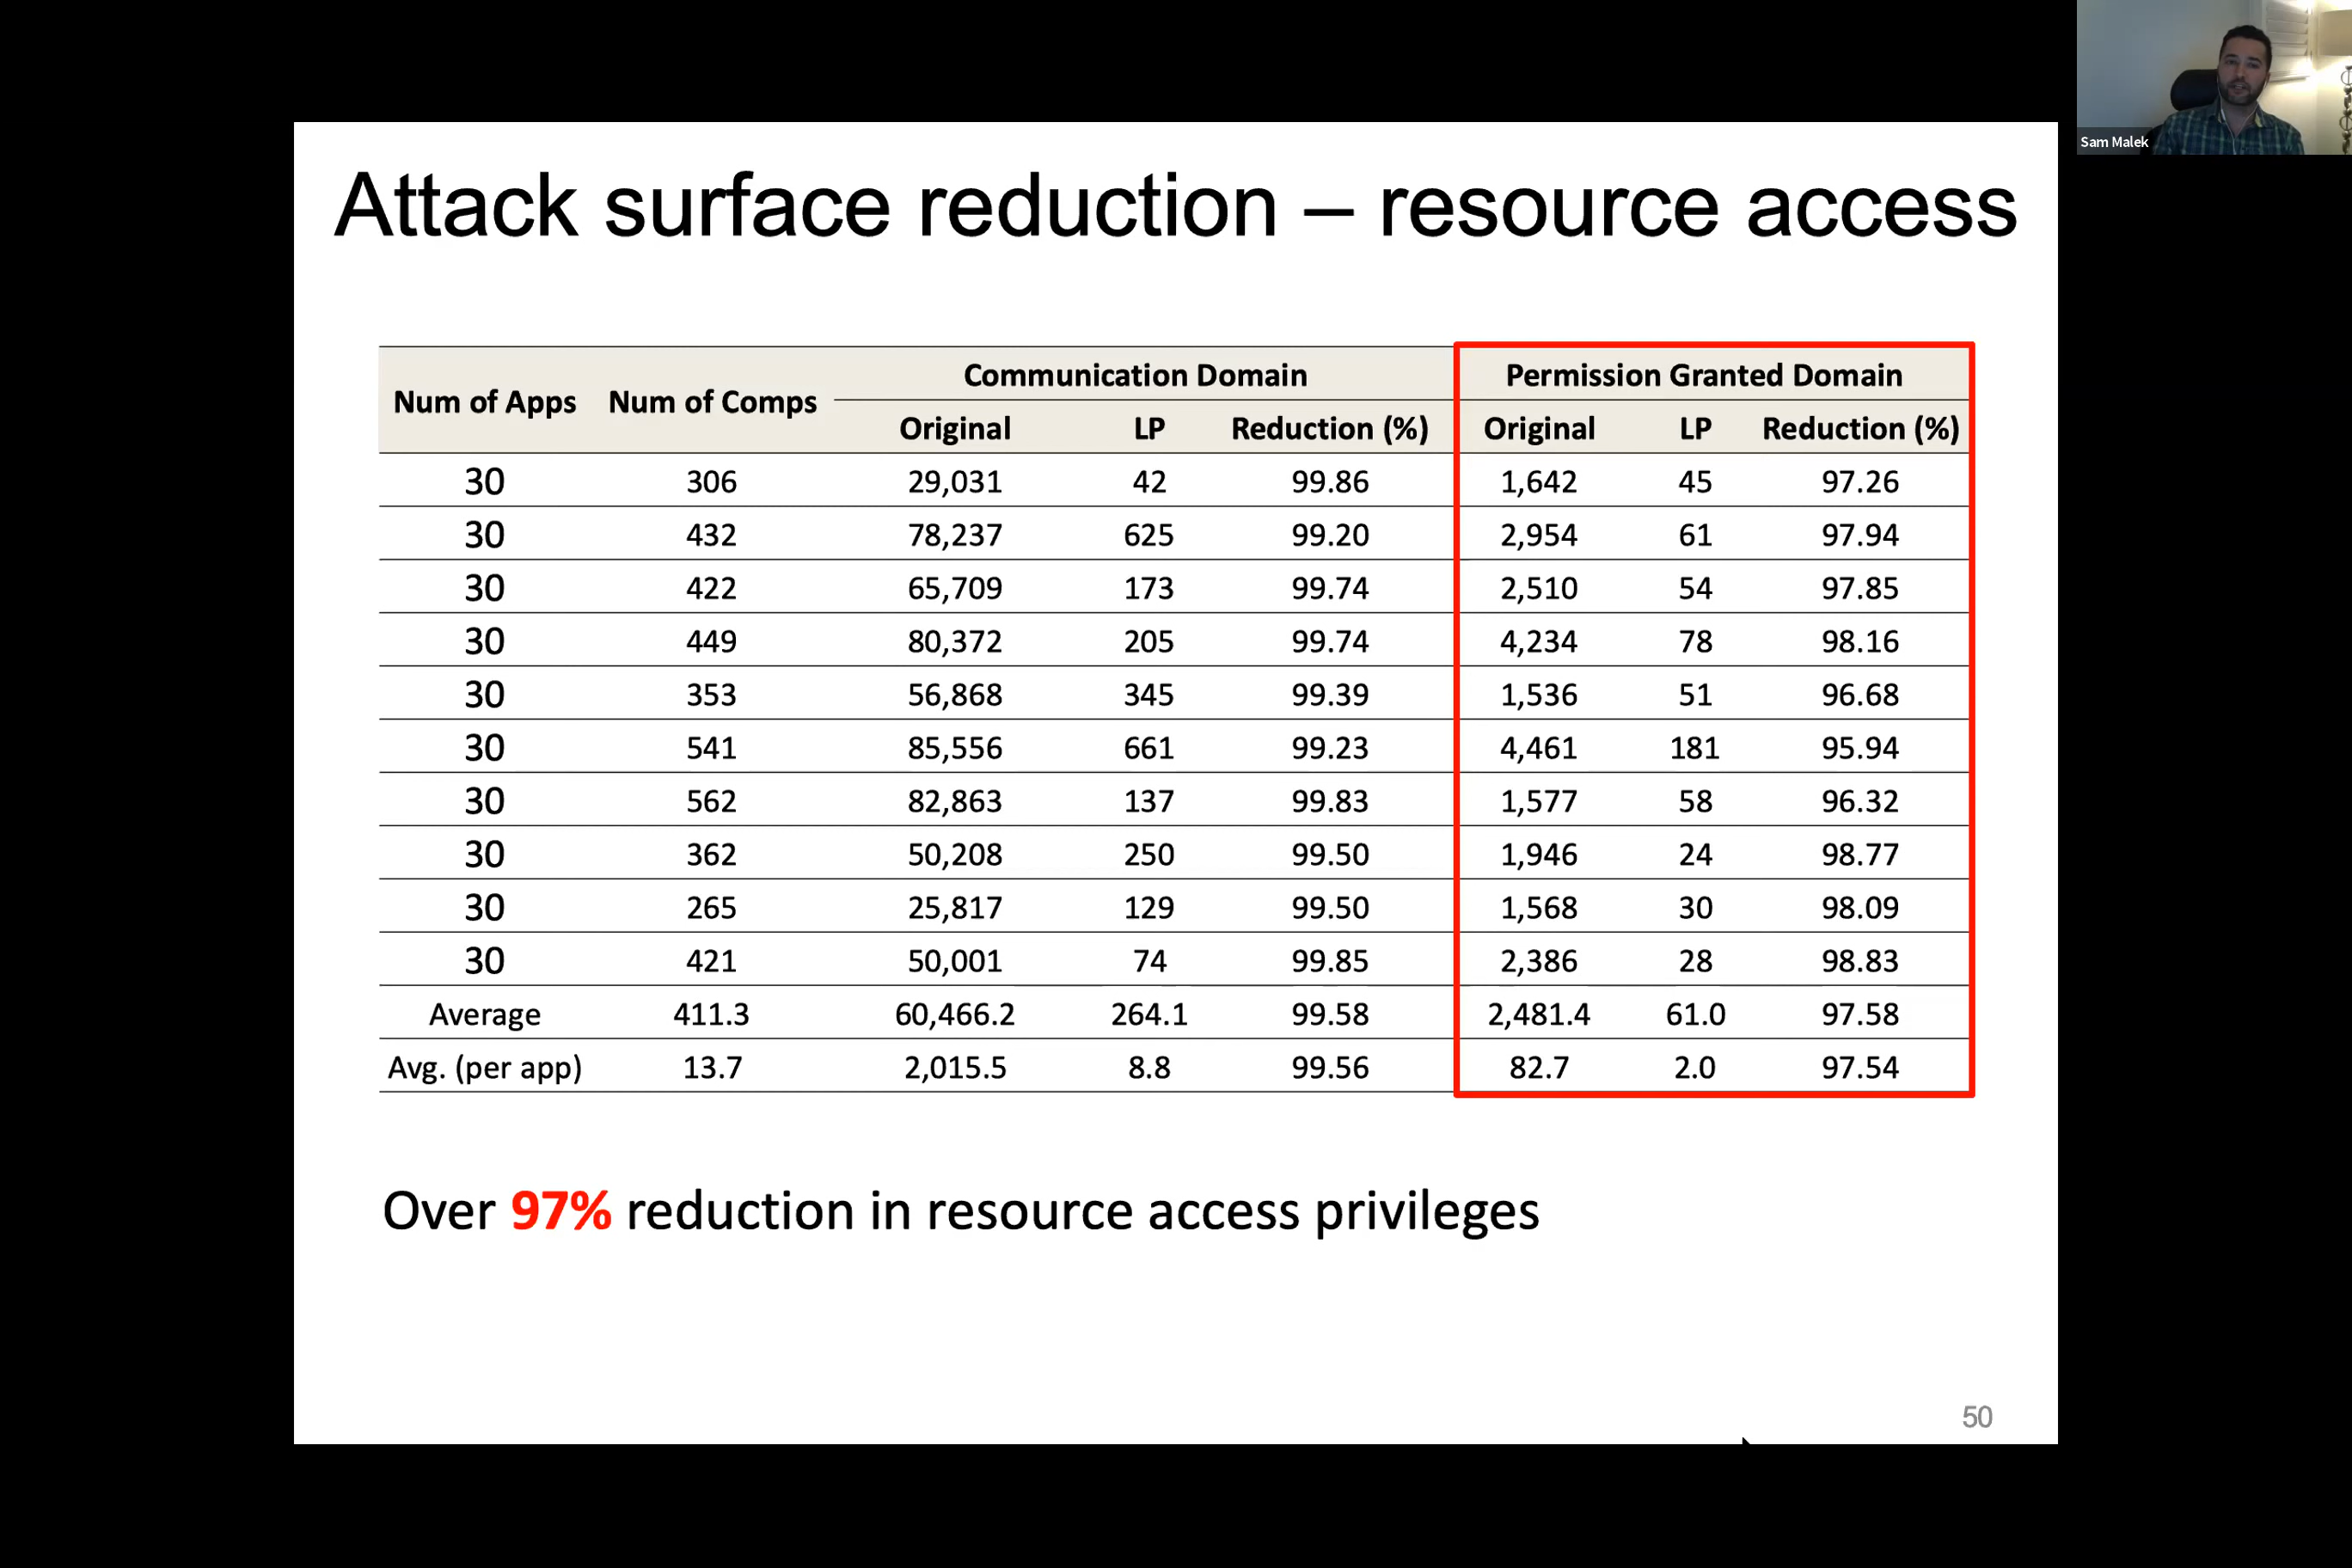 Sam Malek
Attack surface reduction – resource access
Communication Domain Permission Granted Domain
Num of Apps Num of Comps
Original LP Reduction (%) Original LP Reduction (%)
30 306 29,031 42 99.86 1,642 45 97.26
30 432 78,237 625 99.20 2,954 61 97.94
30 422 65,709 173 99.74 2,510 54 97.85
30 449 80,372 205 99.74 4,234 78 98.16
30 353 56,868 345 99.39 1,536 51 96.68
30 541 85,556 661 99.23 4,461 181 95.94
30 562 82,863 137 99.83 1,577 58 96.32
30 362 50,208 250 99.50 1,946 24 98.77
30 265 25,817 129 99.50 1,568 30 98.09
30 421 50,001 74 99.85 2,386 28 98.83
Average 411.3 60,466.2 264.1 99.58 2,481.4 61.0 97.58
Avg. (per app) 13.7 2,015.5 8.8 99.56 82.7 2.0 97.54
Over 97% reduction in resource access privileges
50